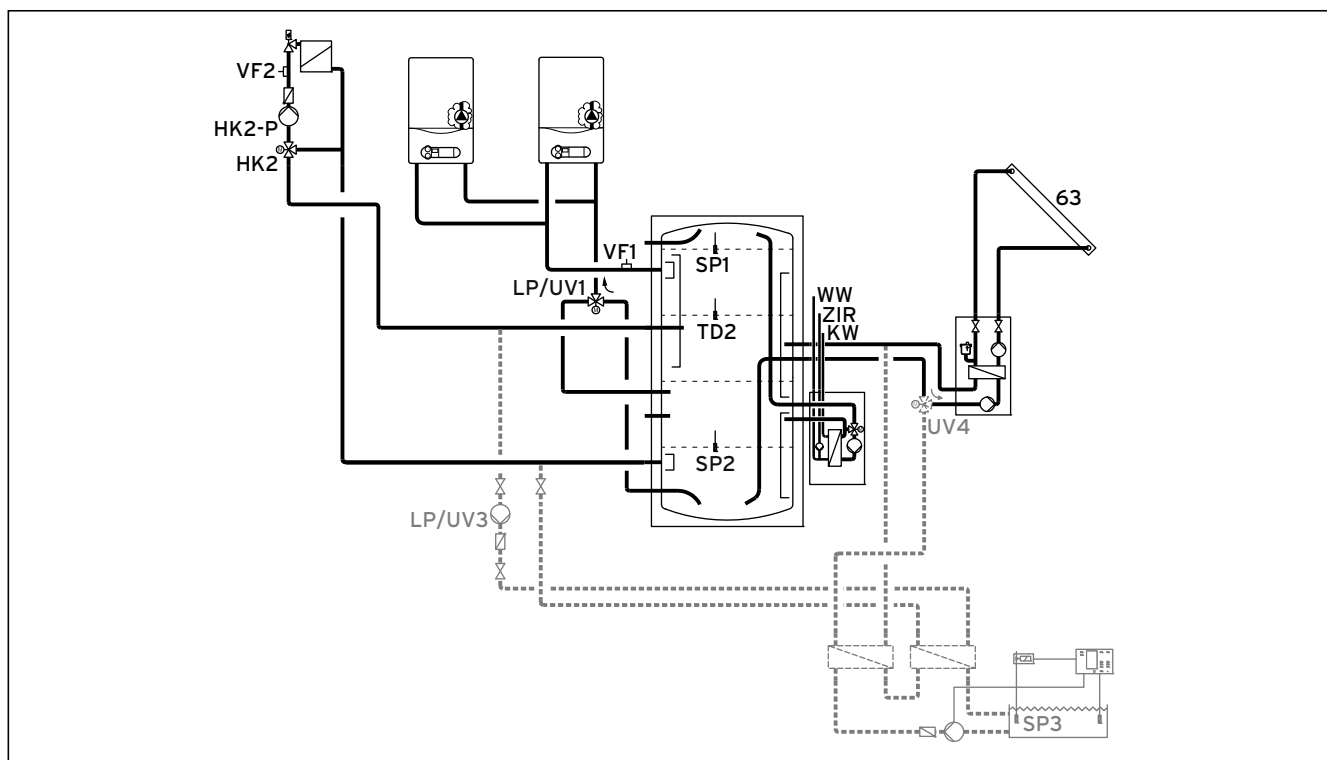 VF2
HK2-P
HK2
63
VF1
SP1
LP/UV1
WW
ZIR
KW
TD2
UV4
SP2
LP/UV3
SP3